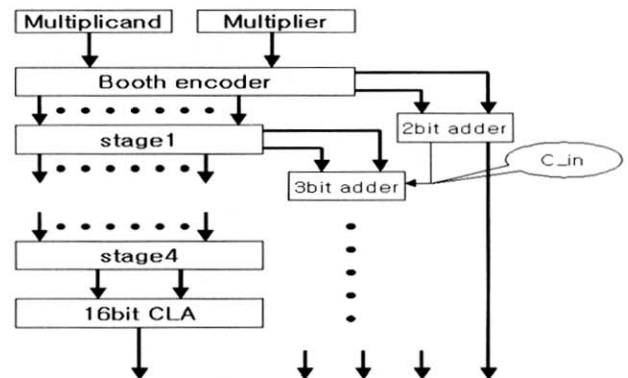 Multiplicand
Multiplier
Booth encoder
2bit adder
stage1
C_in
3bit adder
stage4
16bit CLA